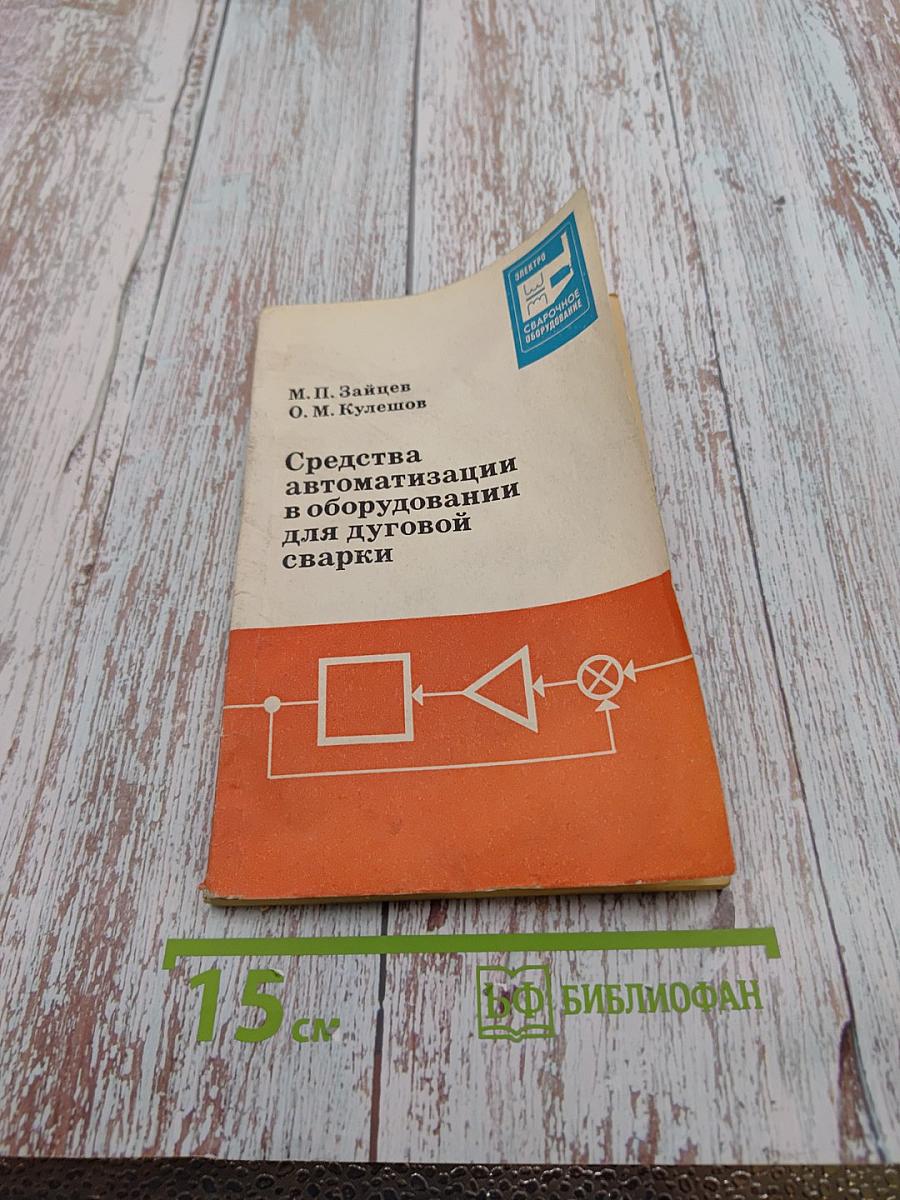 ЭЛЕКТРО
СВАРОЧНОЕ
ОБОРУДОВАНИЕ
М. П. Зайцев
О. М. Кулешов
Средства
автоматизации
в оборудовании
для дуговой
сварки
15 см
БФ БИБЛИОФАН